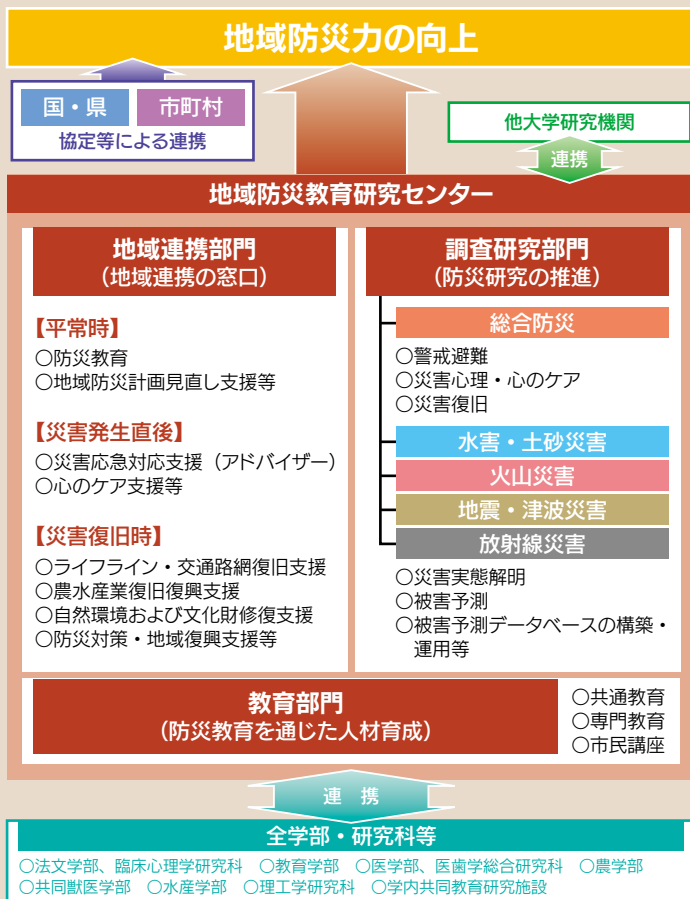 地域防災力の向上
国・県
市町村
協定等による連携
他大学研究機関
連携
地域防災教育研究センター
地域連携部門
（地域連携の窓口）
【平常時】
○防災教育
○地域防災計画見直し支援等
【災害発生直後】
○災害応急対応支援（アドバイザー）
○心のケア支援等
【災害復旧時】
○ライフライン・交通路網復旧支援
○農水産業復旧復興支援
○自然環境および文化財修復支援
○防災対策・地域復興支援等
調査研究部門
（防災研究の推進）
総合防災
○警戒避難
○災害心理・心のケア
○災害復旧
水害・土砂災害
火山災害
地震・津波災害
放射線災害
○災害実態解明
○被害予測
○被害予測データベースの構築・
運用等
教育部門
（防災教育を通じた人材育成）
○共通教育
○専門教育
○市民講座
連　携
全学部・研究科等
○法文学部、臨床心理学研究科　○教育学部　○医学部、医歯学総合研究科　○農学部
○共同獣医学部　○水産学部　○理工学研究科　○学内共同教育研究施設